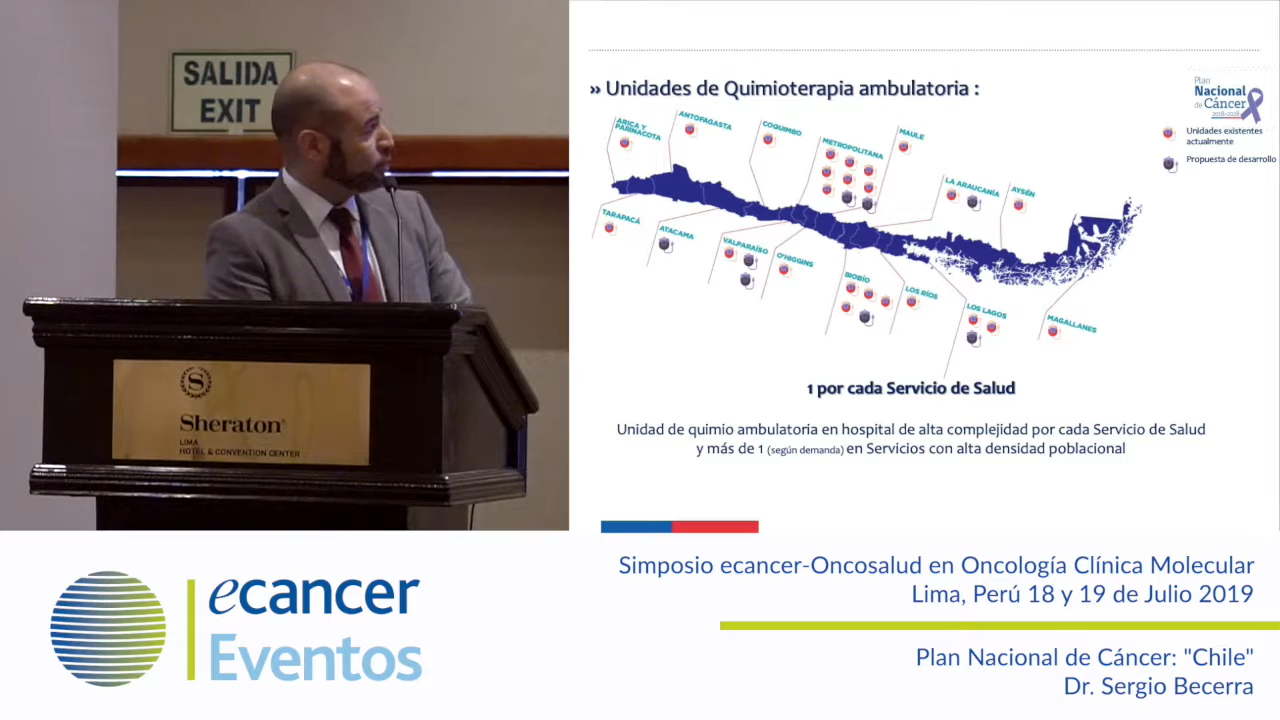 SALIDA
EXIT
S
Sheraton
LIMA
HOTEL & CONVENTION CENTER
» Unidades de Quimioterapia ambulatoria :
Plan
Nacional
de Cáncer
2018-2028
Unidades existentes
actualmente
Propuesta de desarrollo
ARICA Y
PARINACOTA
ANTOFAGASTA
COQUIMBO
METROPOLITANA
MAULE
LA ARAUCANÍA
AYSÉN
TARAPACÁ
ATACAMA
VALPARAÍSO
O'HIGGINS
BIOBÍO
LOS RÍOS
LOS LAGOS
MAGALLANES
1 por cada Servicio de Salud
Unidad de quimio ambulatoria en hospital de alta complejidad por cada Servicio de Salud
y más de 1 (según demanda) en Servicios con alta densidad poblacional
ecancer
Eventos
Simposio ecancer-Oncosalud en Oncología Clínica Molecular
Lima, Perú 18 y 19 de Julio 2019
Plan Nacional de Cáncer: "Chile"
Dr. Sergio Becerra